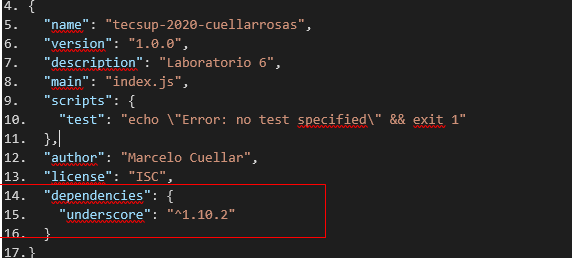 4. {
5.   "name": "tecsup-2020-cuellarrosas",
6.   "version": "1.0.0",
7.   "description": "Laboratorio 6",
8.   "main": "index.js",
9.   "scripts": {
10.     "test": "echo \"Error: no test specified\" && exit 1"
11.   },
12.   "author": "Marcelo Cuellar",
13.   "license": "ISC",
14.   "dependencies": {
15.     "underscore": "^1.10.2"
16.   }
17.}